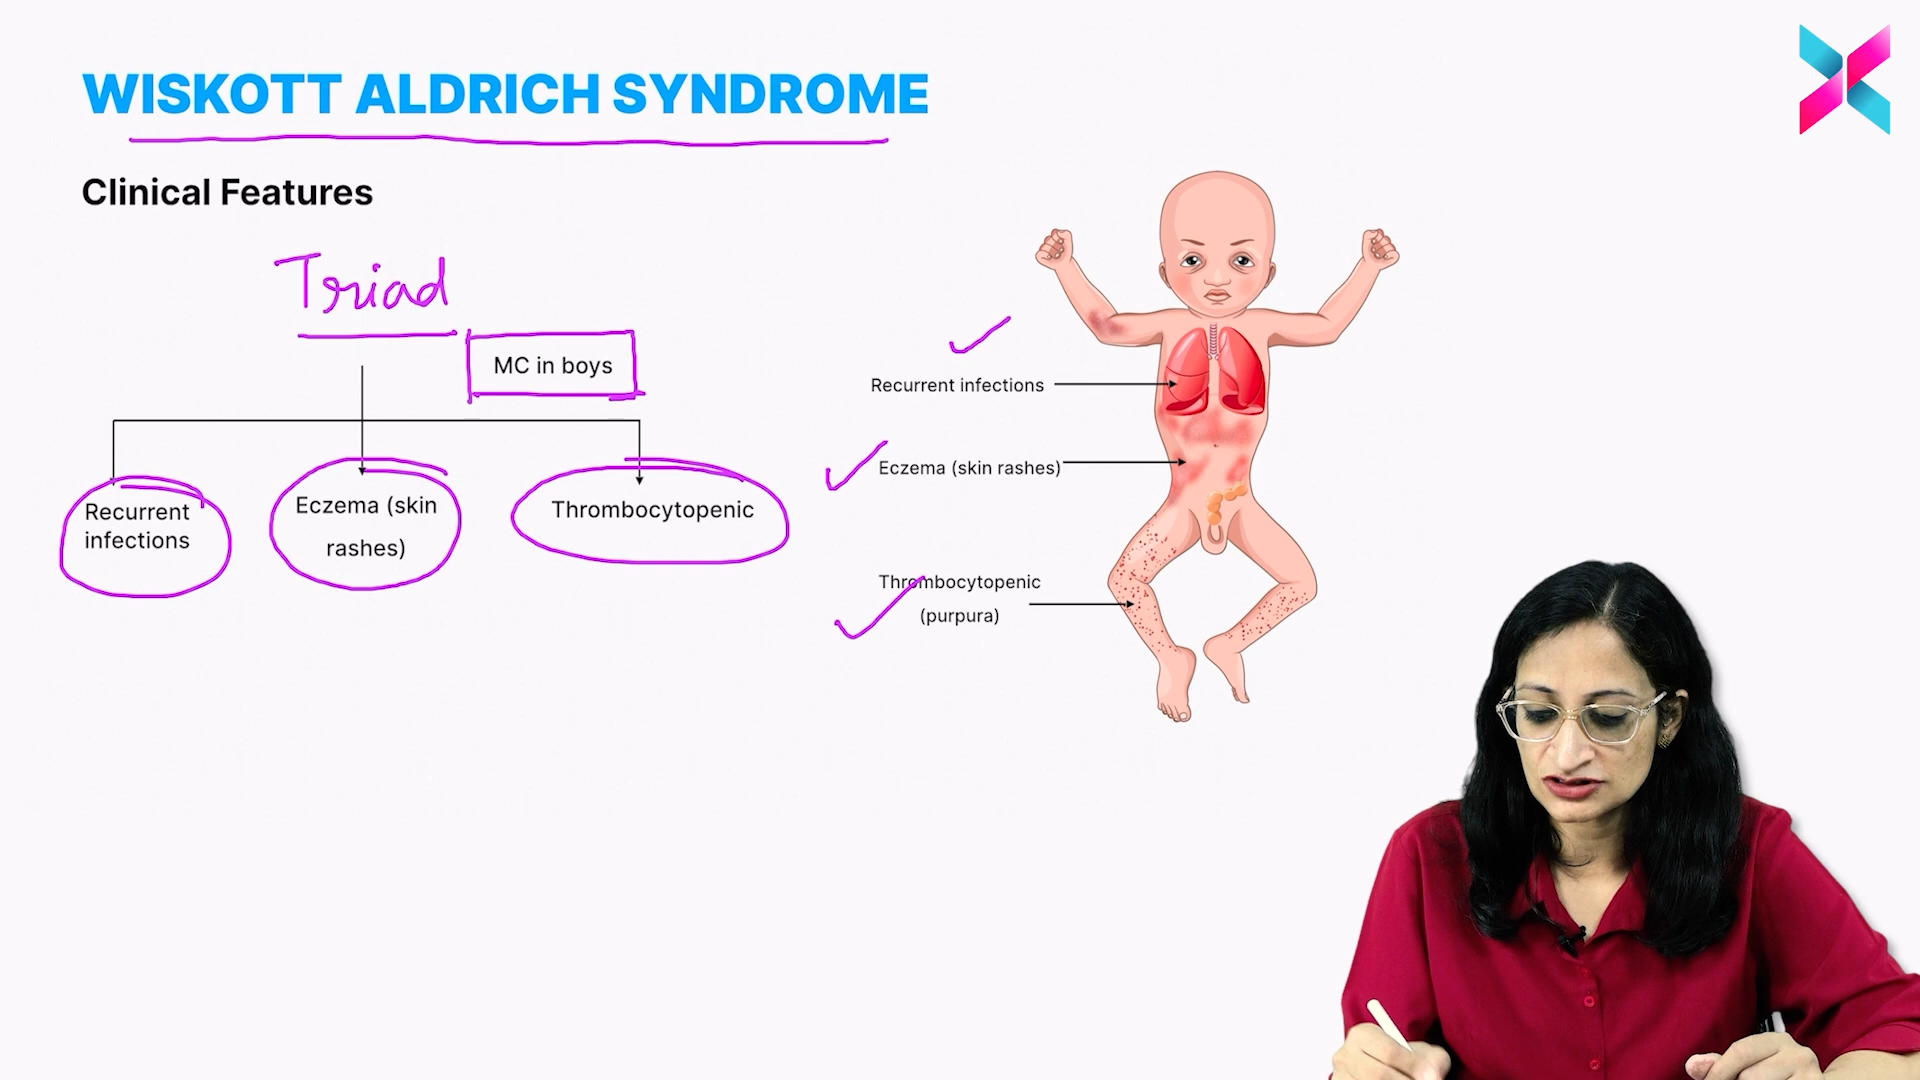 WISKOTT ALDRICH SYNDROME
Clinical Features
Triad
MC in boys
Recurrent
infections
Eczema (skin
rashes)
Thrombocytopenic
Recurrent infections
Eczema (skin rashes)
Thrombocytopenic
(purpura)